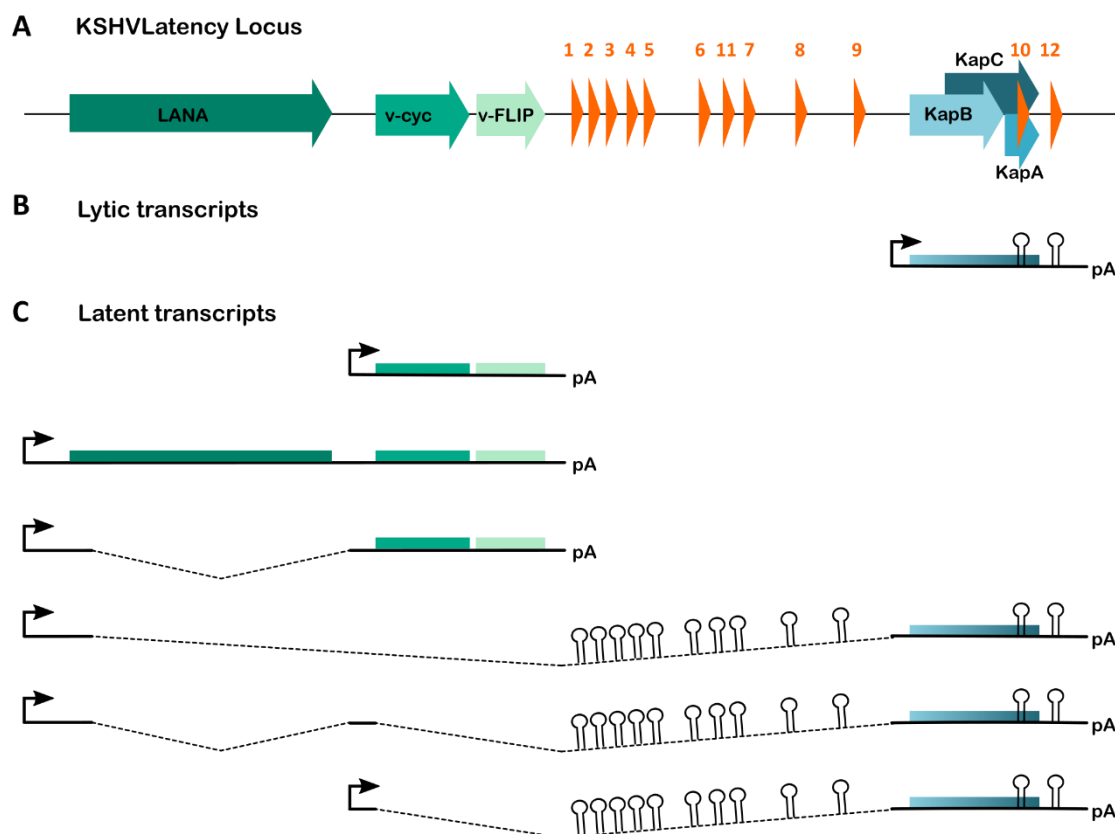 A KSHVLatency Locus
1 2 3 4 5 6 11 7 8 9 10 12
KapC
LANA v-cyc v-FLIP KapB
KapA
B Lytic transcripts
pA
C Latent transcripts
pA
pA
pA
pA
pA
pA